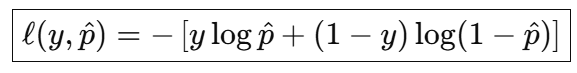 ℓ(y, p̂) = − [y log p̂ + (1 − y) log(1 − p̂)]